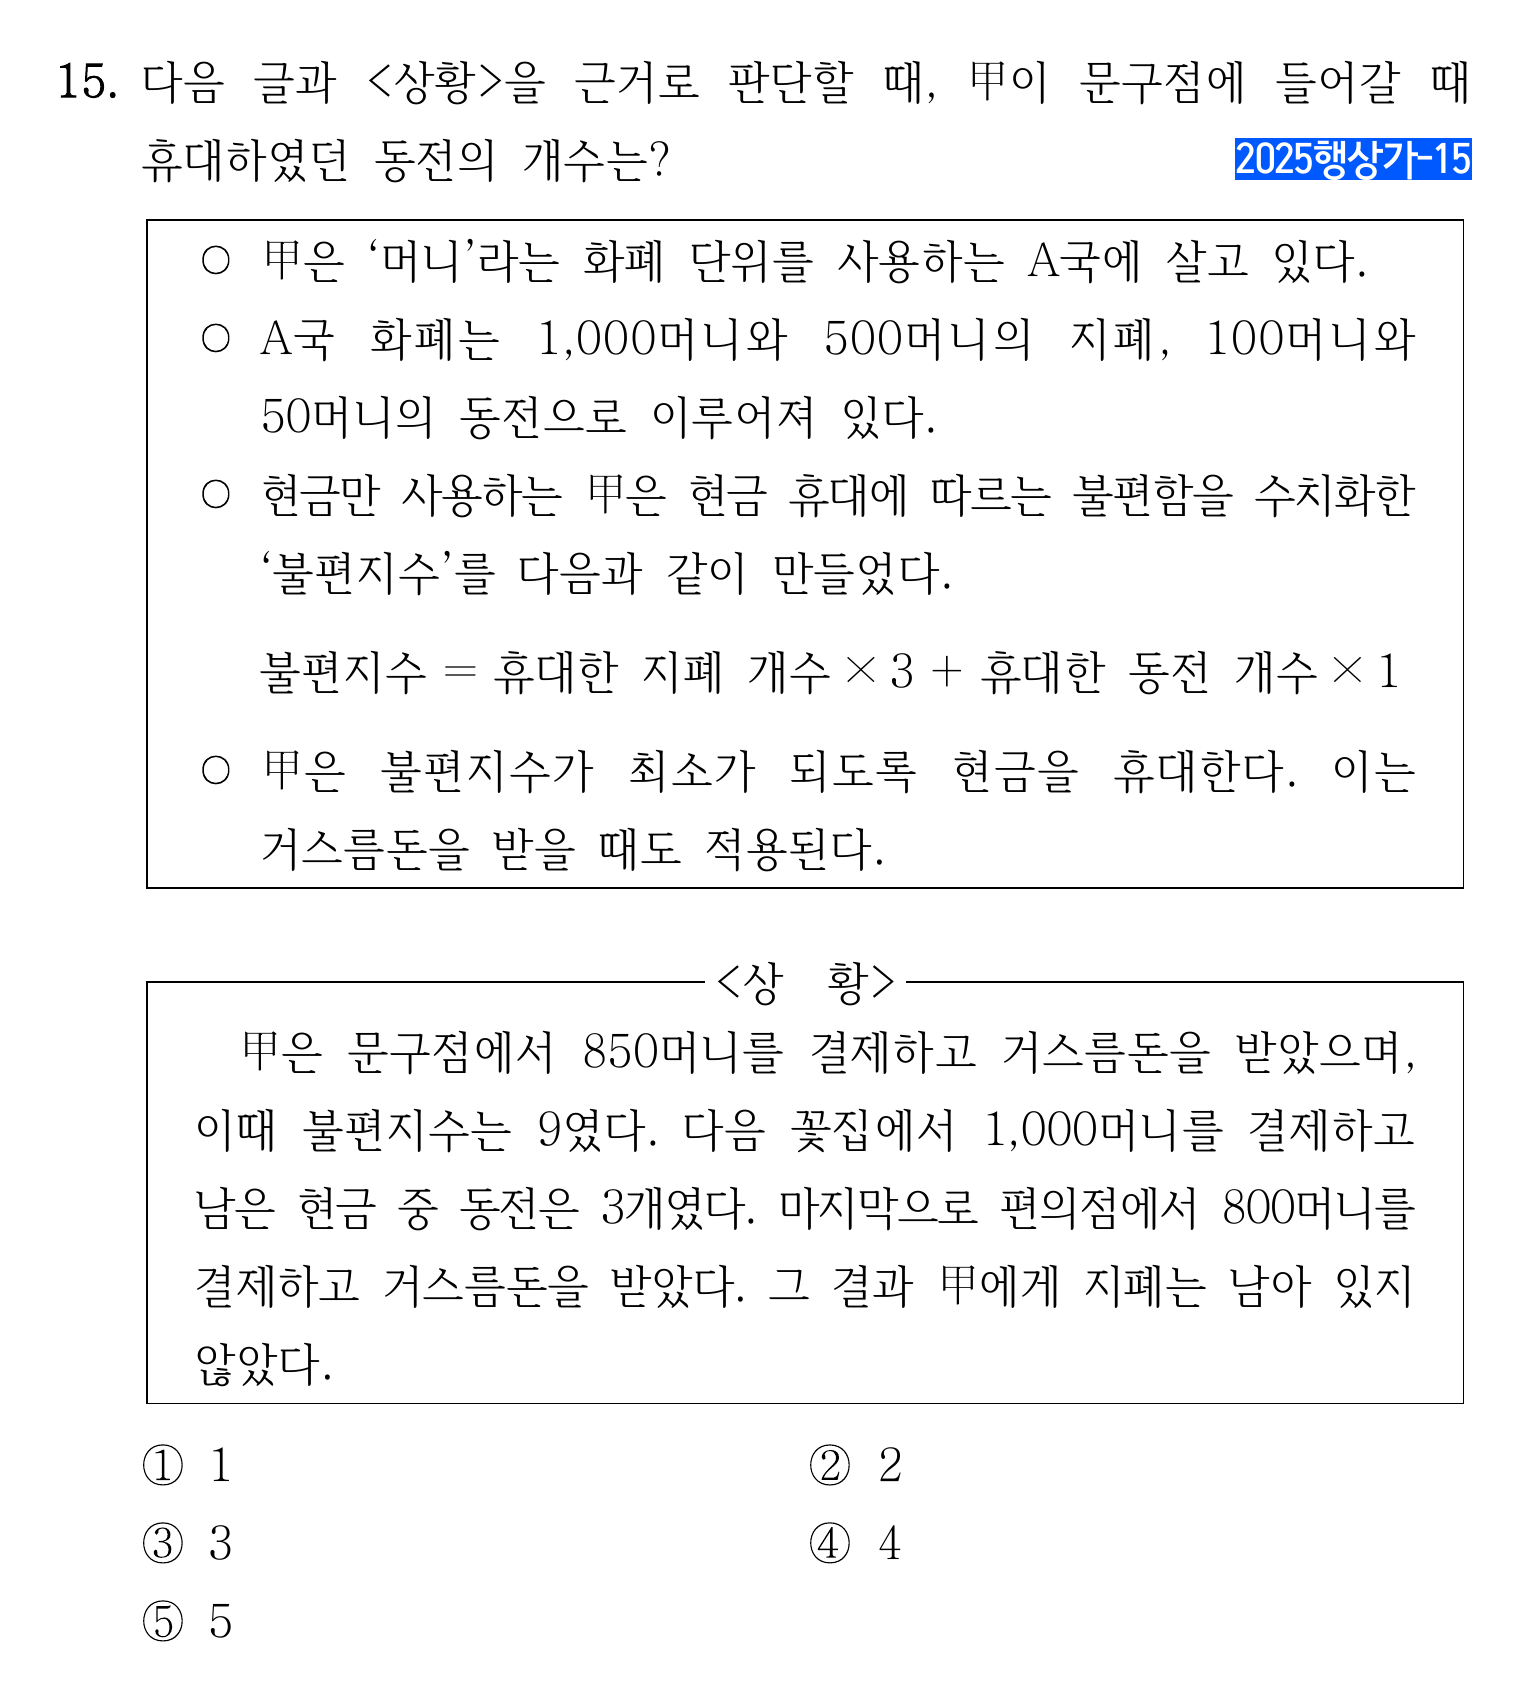 15. 다음 글과 <상황>을 근거로 판단할 때, 甲이 문구점에 들어갈 때
휴대하였던 동전의 개수는?
2025행상가-15
○ 甲은 ‘머니’라는 화폐 단위를 사용하는 A국에 살고 있다.
○ A국 화폐는 1,000머니와 500머니의 지폐, 100머니와
50머니의 동전으로 이루어져 있다.
○ 현금만 사용하는 甲은 현금 휴대에 따르는 불편함을 수치화한
‘불편지수’를 다음과 같이 만들었다.
불편지수 = 휴대한 지폐 개수 × 3 + 휴대한 동전 개수 × 1
○ 甲은 불편지수가 최소가 되도록 현금을 휴대한다. 이는
거스름돈을 받을 때도 적용된다.
<상 황>
甲은 문구점에서 850머니를 결제하고 거스름돈을 받았으며,
이때 불편지수는 9였다. 다음 꽃집에서 1,000머니를 결제하고
남은 현금 중 동전은 3개였다. 마지막으로 편의점에서 800머니를
결제하고 거스름돈을 받았다. 그 결과 甲에게 지폐는 남아 있지
않았다.
① 1
② 2
③ 3
④ 4
⑤ 5